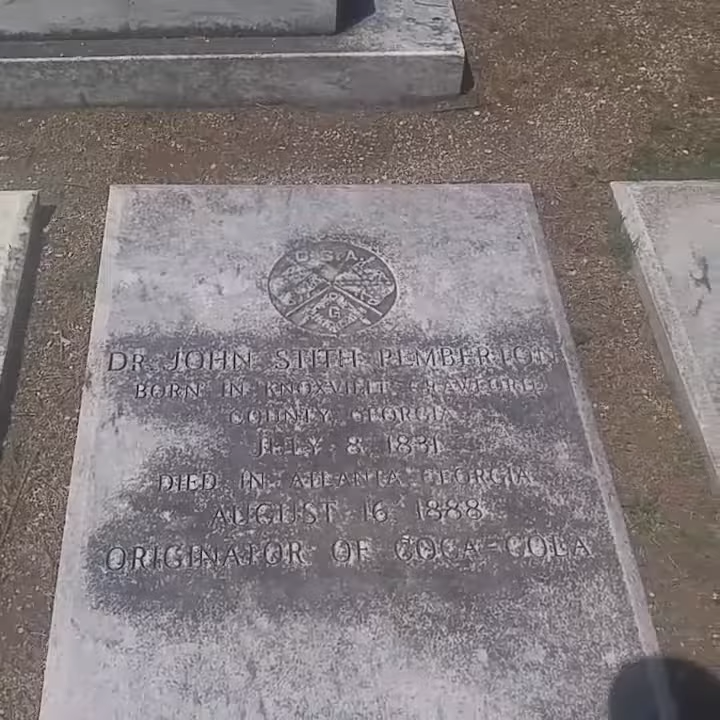 C.S.A.
DR. JOHN STITH PEMBERTON
BORN IN KNOXVILLE CRAWFORD
COUNTY, GEORGIA
JULY 8, 1831
DIED IN ATLANTA, GEORGIA
AUGUST 16, 1888
ORIGINATOR OF COCA-COLA